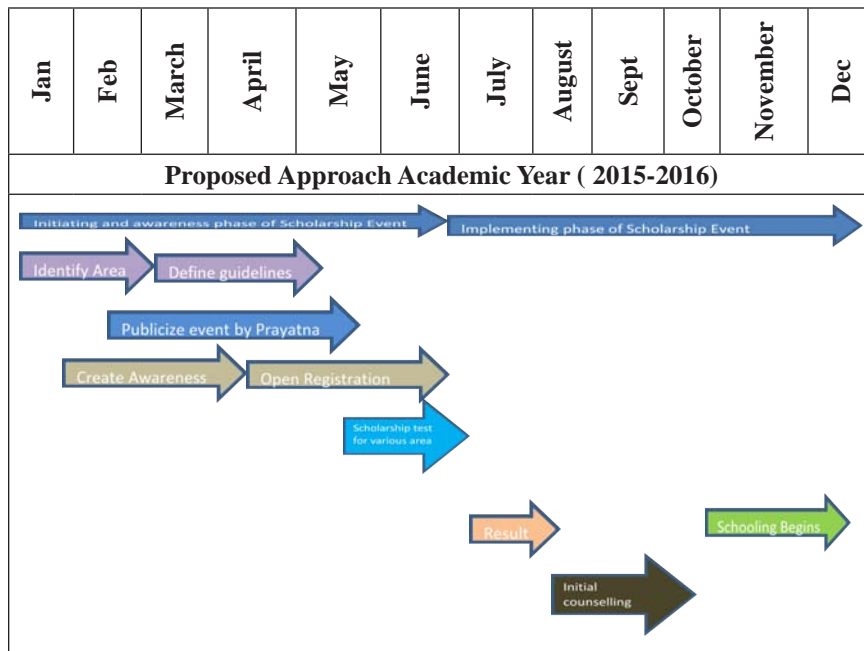 Jan
Feb
March
April
May
June
July
August
Sept
October
November
Dec
Proposed Approach Academic Year ( 2015-2016)
Initiating and awareness phase of Scholarship Event
Implementing phase of Scholarship Event
Identify Area
Define guidelines
Publicize event by Prayatna
Create Awareness
Open Registration
Scholarship test
for various area
Result
Schooling Begins
Initial
counselling